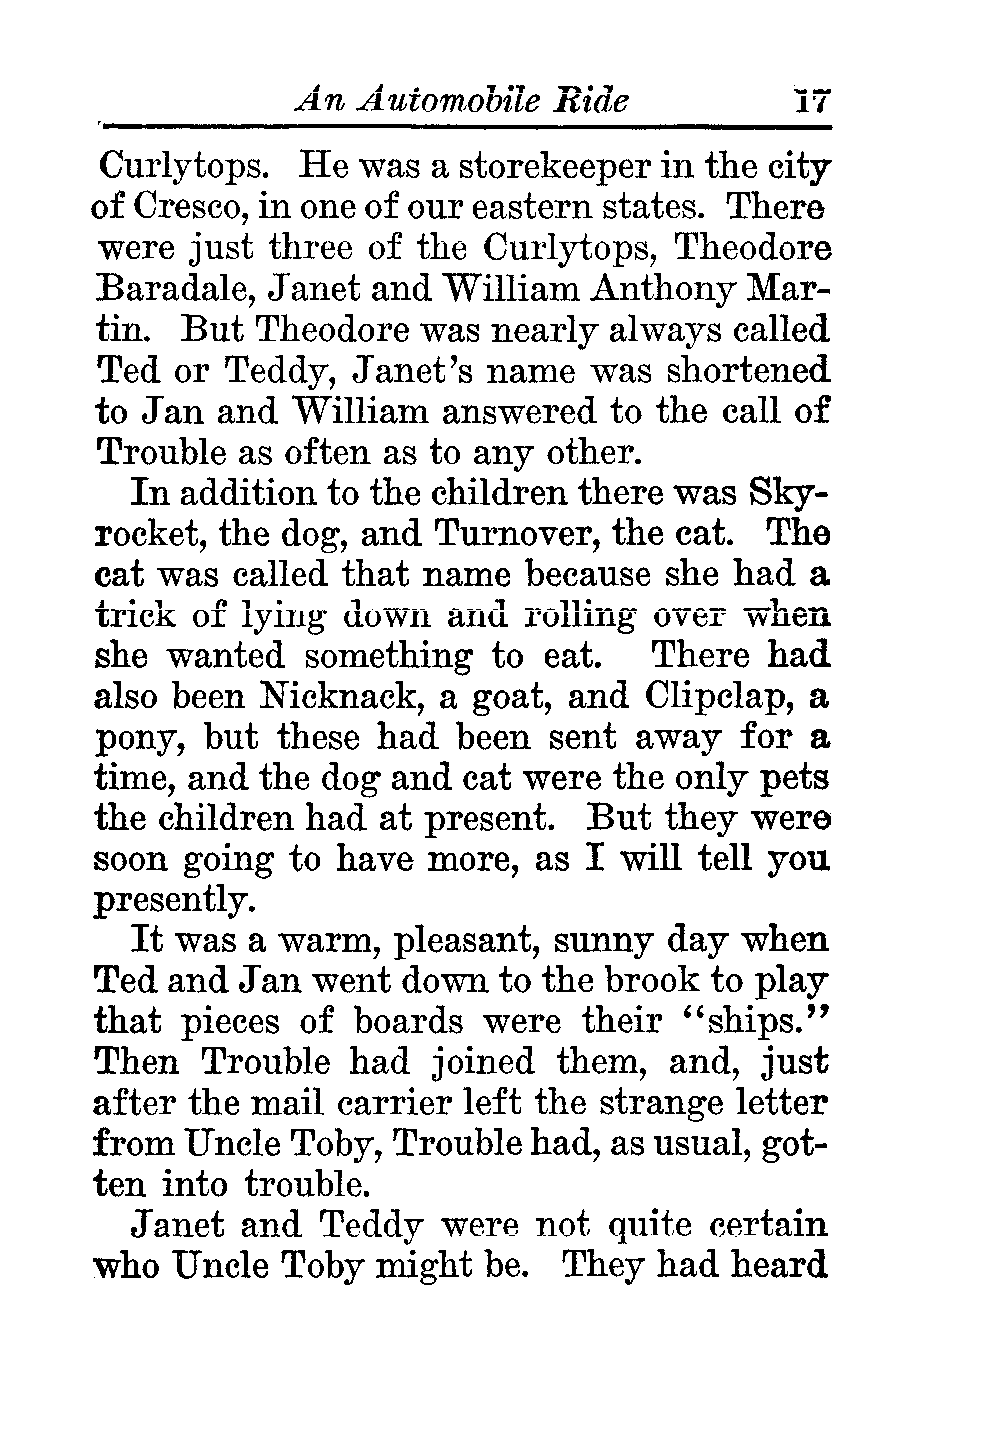 An Automobile Ride 17
Curlytops. He was a storekeeper in the city
of Cresco, in one of our eastern states. There
were just three of the Curlytops, Theodore
Baradale, Janet and William Anthony Mar-
tin. But Theodore was nearly always called
Ted or Teddy, Janet's name was shortened
to Jan and William answered to the call of
Trouble as often as to any other.
In addition to the children there was Sky-
rocket, the dog, and Turnover, the cat. The
cat was called that name because she had a
trick of lying down and rolling over when
she wanted something to eat. There had
also been Nicknack, a goat, and Clipclap, a
pony, but these had been sent away for a
time, and the dog and cat were the only pets
the children had at present. But they were
soon going to have more, as I will tell you
presently.
It was a warm, pleasant, sunny day when
Ted and Jan went down to the brook to play
that pieces of boards were their "ships."
Then Trouble had joined them, and, just
after the mail carrier left the strange letter
from Uncle Toby, Trouble had, as usual, got-
ten into trouble.
Janet and Teddy were not quite certain
who Uncle Toby might be. They had heard